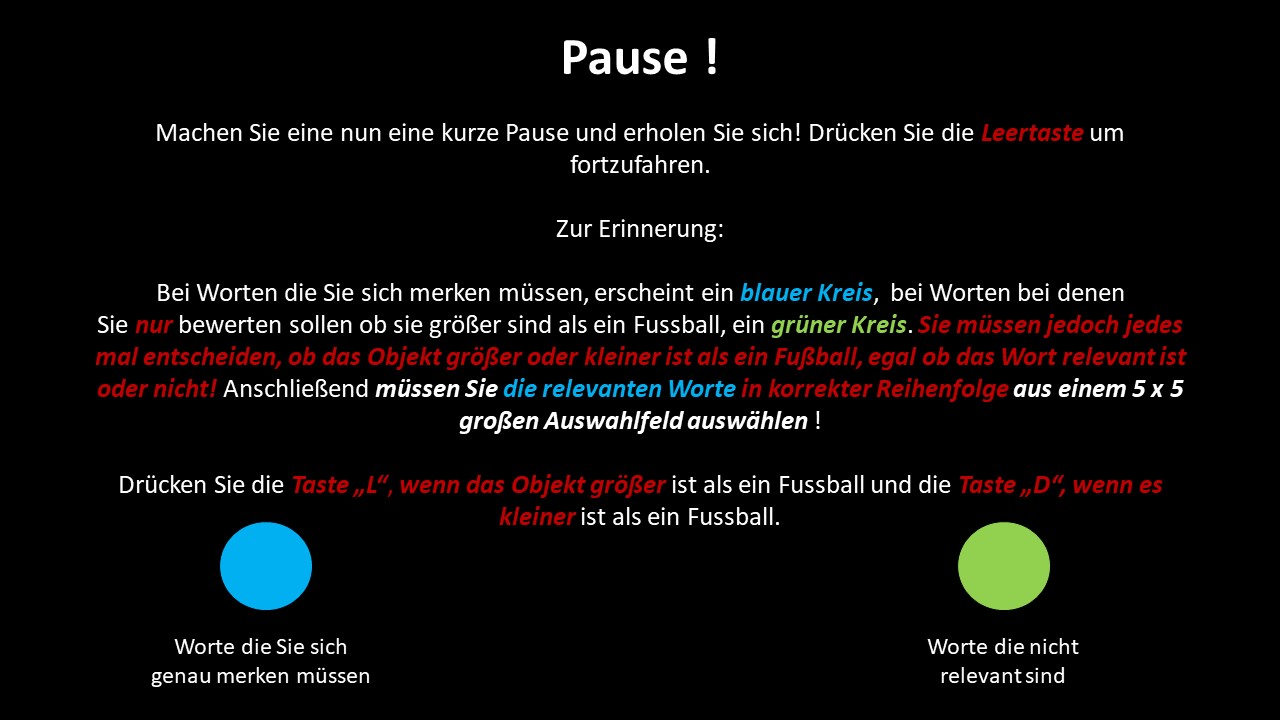 Pause !
Machen Sie eine nun eine kurze Pause und erholen Sie sich! Drücken Sie die Leertaste um
fortzufahren.
Zur Erinnerung:
Bei Worten die Sie sich merken müssen, erscheint ein blauer Kreis,  bei Worten bei denen
Sie nur bewerten sollen ob sie größer sind als ein Fussball, ein grüner Kreis. Sie müssen jedoch jedes
mal entscheiden, ob das Objekt größer oder kleiner ist als ein Fußball, egal ob das Wort relevant ist
oder nicht! Anschließend müssen Sie die relevanten Worte in korrekter Reihenfolge aus einem 5 x 5
großen Auswahlfeld auswählen !
Drücken Sie die Taste „L“, wenn das Objekt größer ist als ein Fussball und die Taste „D“, wenn es
kleiner ist als ein Fussball.
Worte die Sie sich
genau merken müssen
Worte die nicht
relevant sind